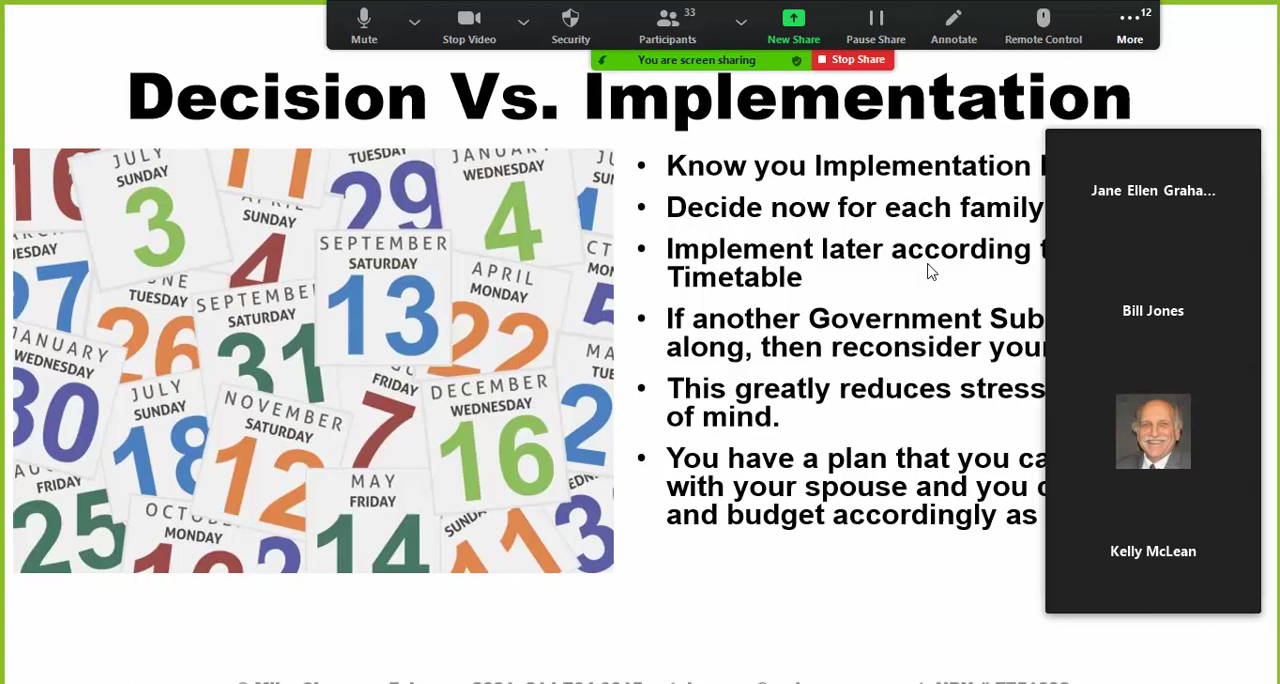 33
12
Mute
Stop Video
Security
Participants
New Share
Pause Share
Annotate
Remote Control
More
You are screen sharing
Stop Share
Decision Vs. Implementation
• Know you Implementation
• Decide now for each family
• Implement later according
Timetable
• If another Government Sub
along, then reconsider
• This greatly reduces stress
of mind.
• You have a plan that you
with your spouse and you
and budget accordingly as
Jane Ellen Graha...
Bill Jones
Kelly McLean
JULY
SUNDAY
3
TUESDAY
29
JANUARY
WEDNESDAY
4
SUNDAY
4
SEPTEMBER
SATURDAY
13
APRIL
MONDAY
22
TUESDAY
26
SEPTEMBE
SATURDAY
31
JANUARY
WEDNESDAY
30
JULY
SUNDAY
18
NOVEMBER
SATURDAY
12
FRIDAY
7
DECEMBER
WEDNESDAY
16
FRIDAY
25
MONDAY
MAY
FRIDAY
14